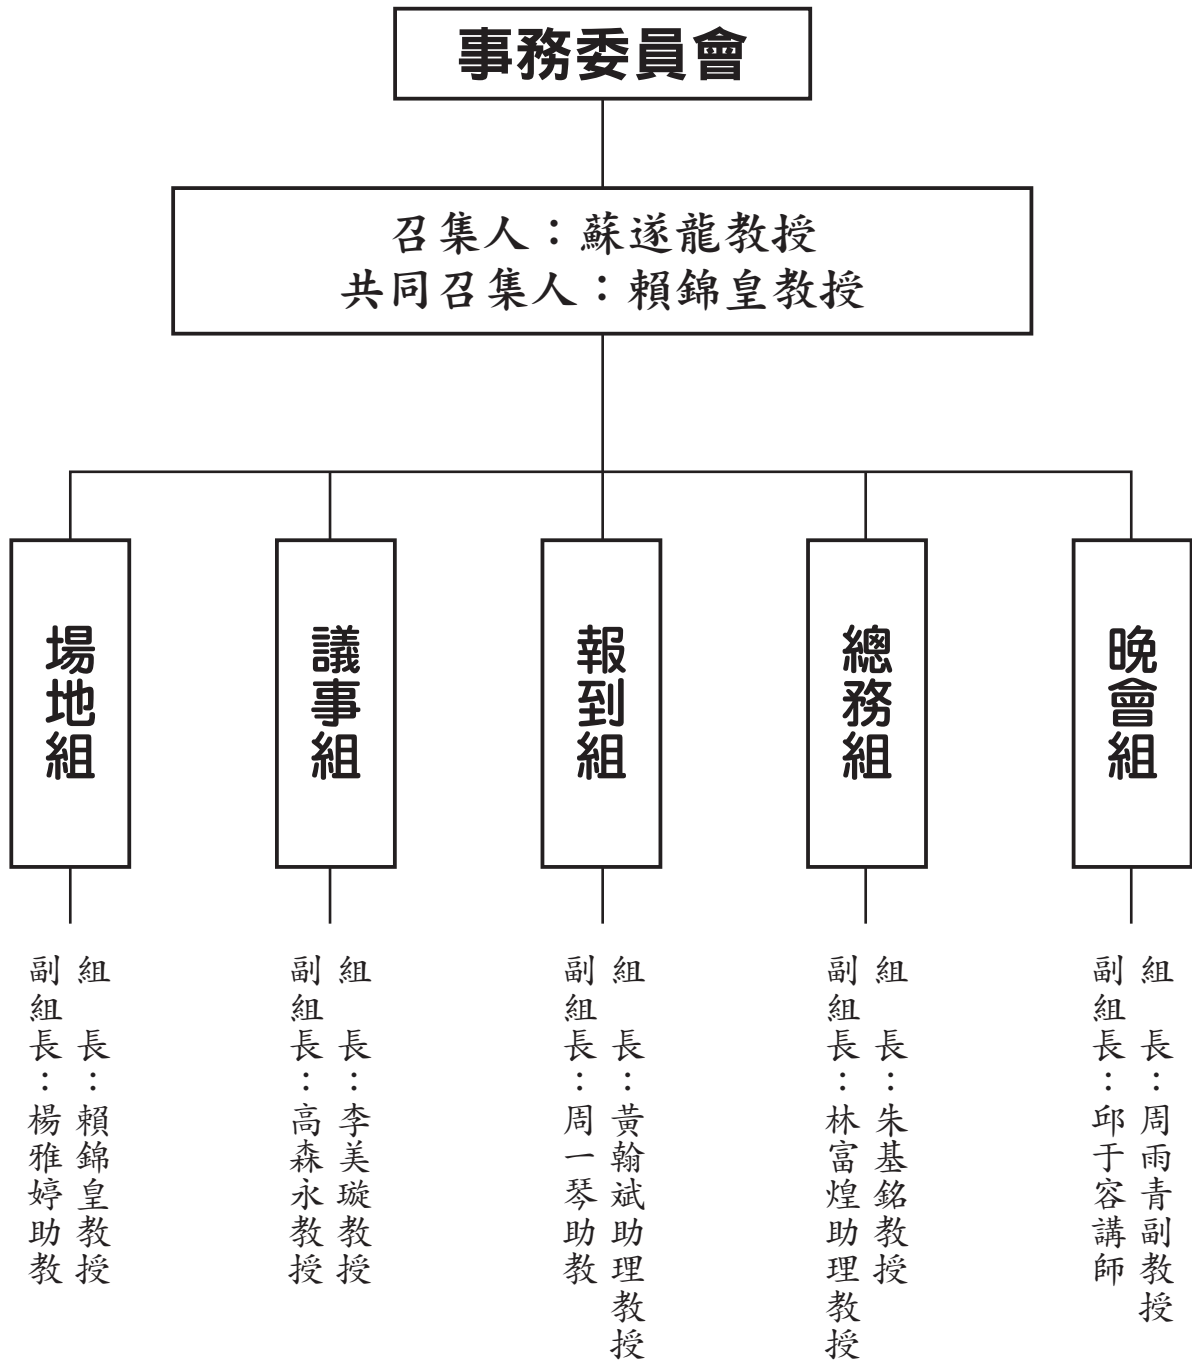 事務委員會
召集人：蘇遂龍教授
共同召集人：賴錦皇教授
場地組
議事組
報到組
總務組
晚會組
組　長：賴錦皇教授
副組長：楊雅婷助教
組　長：李美璇教授
副組長：高森永教授
組　長：黃翰斌助理教授
副組長：周一琴助教
組　長：朱基銘教授
副組長：林富煌助理教授
組　長：周雨青副教授
副組長：邱于容講師